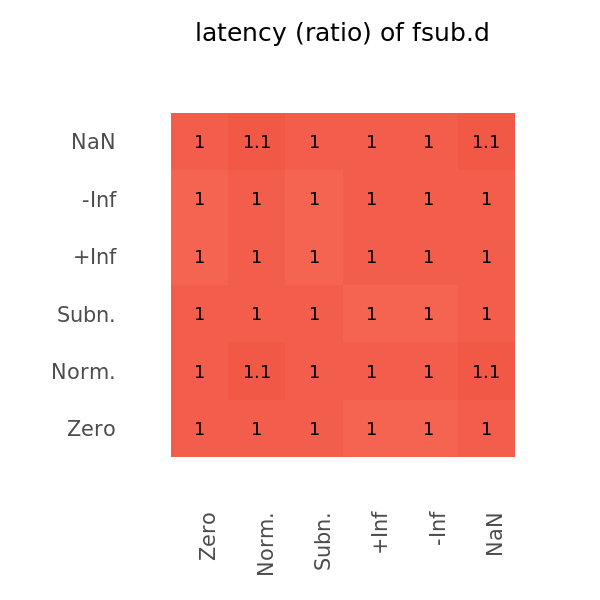 latency (ratio) of fsub.d
NaN 1 1.1 1 1 1 1.1
-Inf 1 1 1 1 1 1
+Inf 1 1 1 1 1 1
Subn. 1 1 1 1 1 1
Norm. 1 1.1 1 1 1 1.1
Zero 1 1 1 1 1 1
Zero Norm. Subn. +Inf -Inf NaN